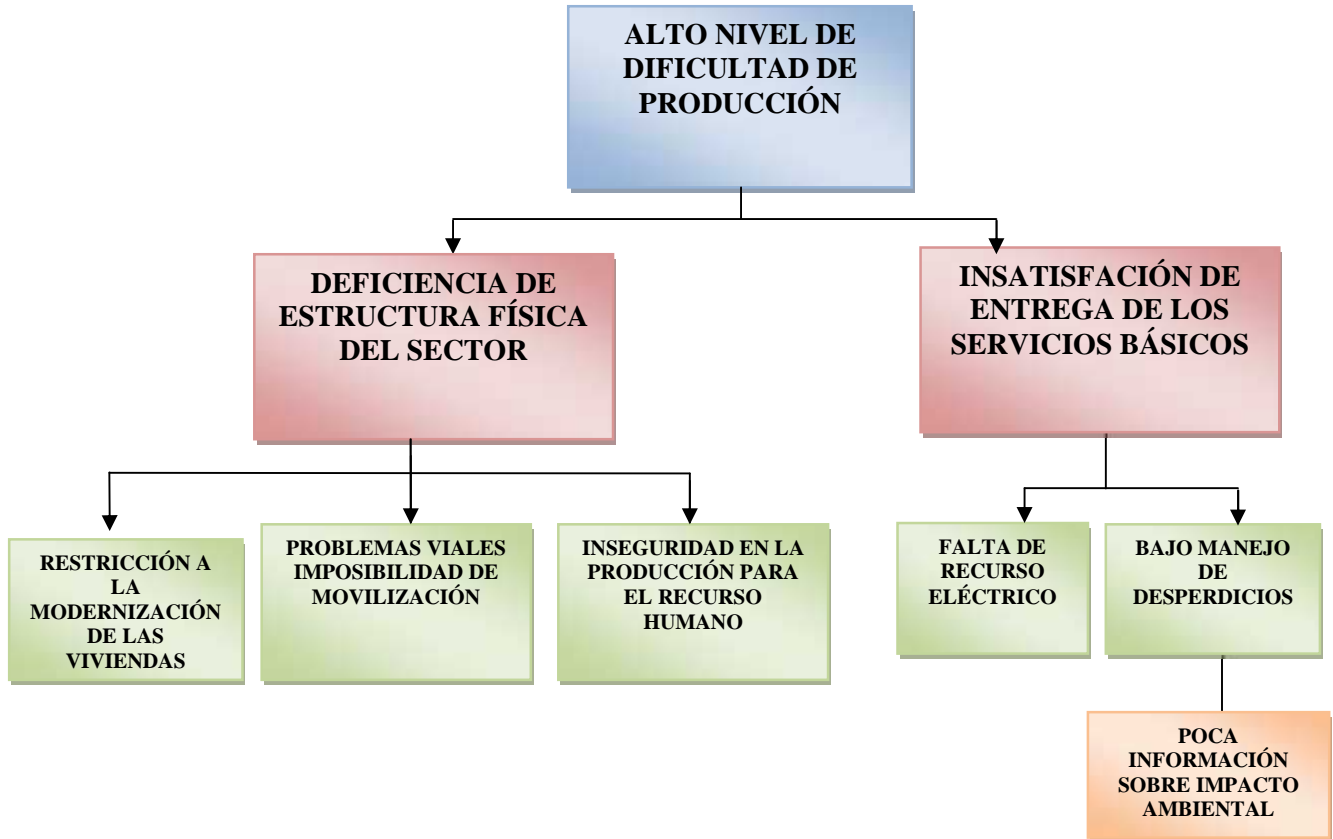 ALTO NIVEL DE
DIFICULTAD DE
PRODUCCIÓN
DEFICIENCIA DE
ESTRUCTURA FÍSICA
DEL SECTOR
INSATISFACIÓN DE
ENTREGA DE LOS
SERVICIOS BÁSICOS
RESTRICCIÓN A
LA
MODERNIZACIÓN
DE LAS
VIVIENDAS
PROBLEMAS VIALES
IMPOSIBILIDAD DE
MOVILIZACIÓN
INSEGURIDAD EN LA
PRODUCCIÓN PARA
EL RECURSO
HUMANO
FALTA DE
RECURSO
ELÉCTRICO
BAJO MANEJO
DE
DESPERDICIOS
POCA
INFORMACIÓN
SOBRE IMPACTO
AMBIENTAL